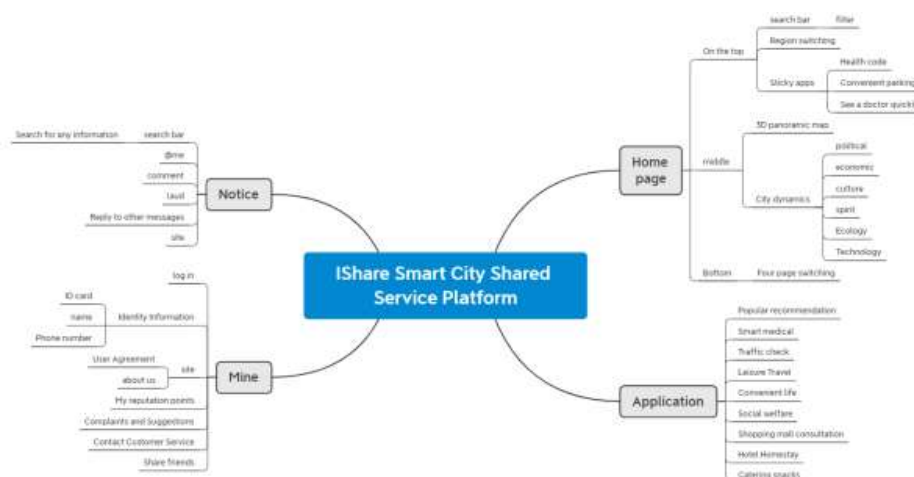 IShare Smart City Shared
Service Platform
Home
page
On the top
search bar
filter
Region switching
Sticky apps
Health code
Convenient parking
See a doctor quickl
middle
3D panoramic map
City dynamics
political
economic
culture
spirit
Ecology
Technology
Bottom
Four page switching
Application
Popular recommendation
Smart medical
Traffic check
Leisure Travel
Convenient life
Social welfare
Shopping mall consultation
Hotel Homestay
Catering snacks
Notice
search bar
Search for any information
@me
comment
laud
Reply to other messages
site
Mine
log in
Identity Information
ID card
name
Phone number
site
User Agreement
about us
My reputation points
Complaints and Suggestions
Contact Customer Service
Share friends